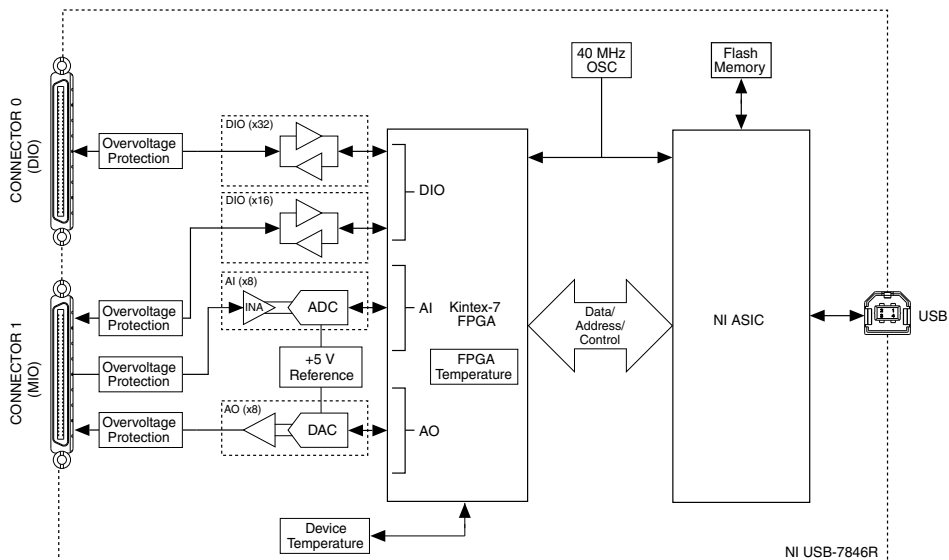 40 MHz
OSC
Flash
Memory
CONNECTOR 0
(DIO)
Overvoltage
Protection
DIO (x32)
DIO
DIO (x16)
AI (x8)
INA
ADC
AI
Kintex-7
FPGA
Data/
Address/
Control
NI ASIC
USB
CONNECTOR 1
(MIO)
Overvoltage
Protection
Overvoltage
Protection
+5 V
Reference
FPGA
Temperature
Overvoltage
Protection
AO (x8)
DAC
AO
Device
Temperature
NI USB-7846R